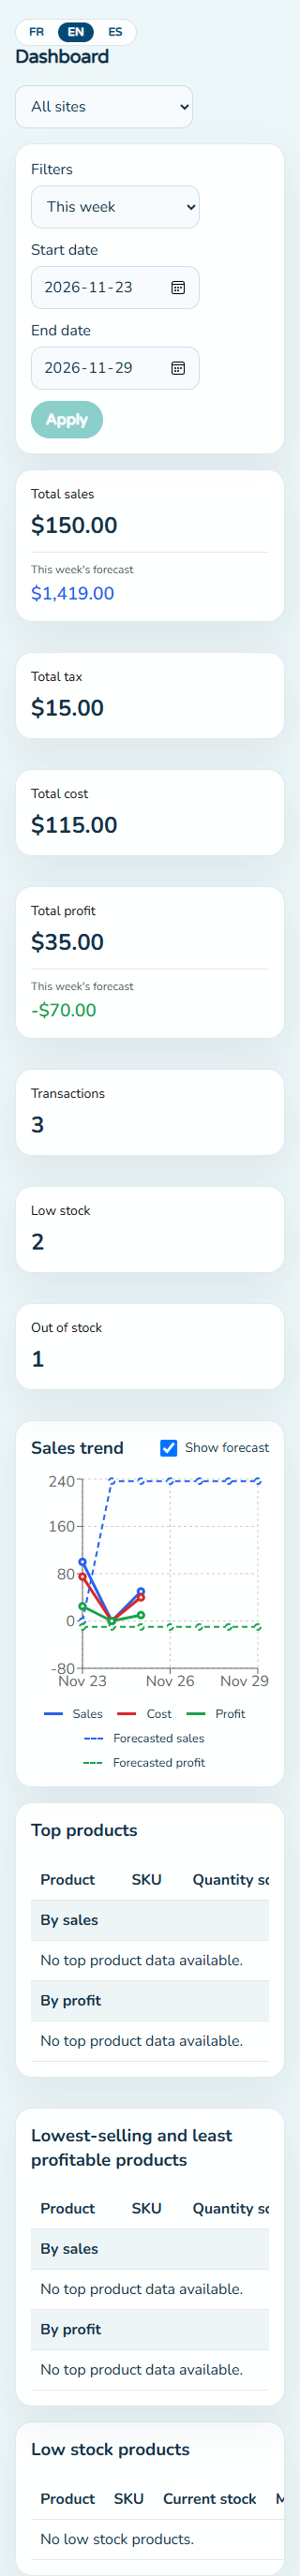 FR EN ES
Dashboard
All sites
Filters
This week
Start date
2026-11-23
End date
2026-11-29
Apply
Total sales
$150.00
This week's forecast
$1,419.00
Total tax
$15.00
Total cost
$115.00
Total profit
$35.00
This week's forecast
-$70.00
Transactions
3
Low stock
2
Out of stock
1
Sales trend Show forecast
240
160
80
0
-80
Nov 23 Nov 26 Nov 29
Sales Cost Profit
Forecasted sales
Forecasted profit
Top products
Product SKU Quantity
By sales
No top product data available.
By profit
No top product data available.
Lowest-selling and least
profitable products
Product SKU Quantity
By sales
No top product data available.
By profit
No top product data available.
Low stock products
Product SKU Current stock
No low stock products.